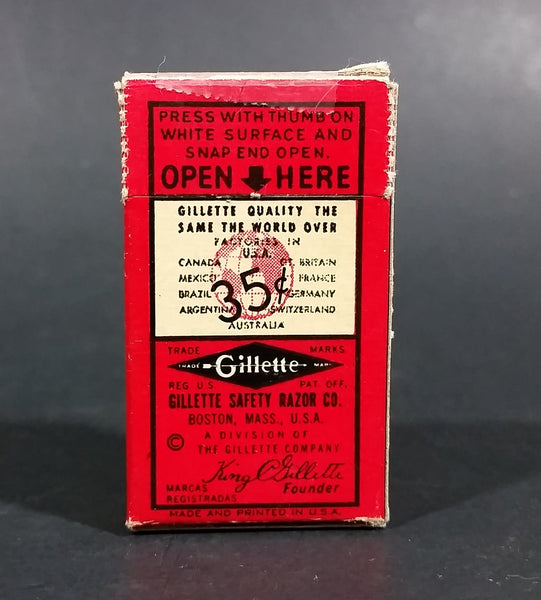 PRESS WITH THUMB ON
WHITE SURFACE AND
SNAP END OPEN.
OPEN HERE
GILLETTE QUALITY THE
SAME THE WORLD OVER
FACTORIES IN
U.S.A.
CANADA GT. BRITAIN
MEXICO FRANCE
BRAZIL GERMANY
ARGENTINA SWITZERLAND
AUSTRALIA
35¢
TRADE MARKS
TRADE Gillette MARK
REG. U.S. PAT. OFF.
GILLETTE SAFETY RAZOR CO.
BOSTON, MASS., U.S.A.
© A DIVISION OF
THE GILLETTE COMPANY
King C Gillette
MARCAS Founder
REGISTRADAS
MADE AND PRINTED IN U.S.A.